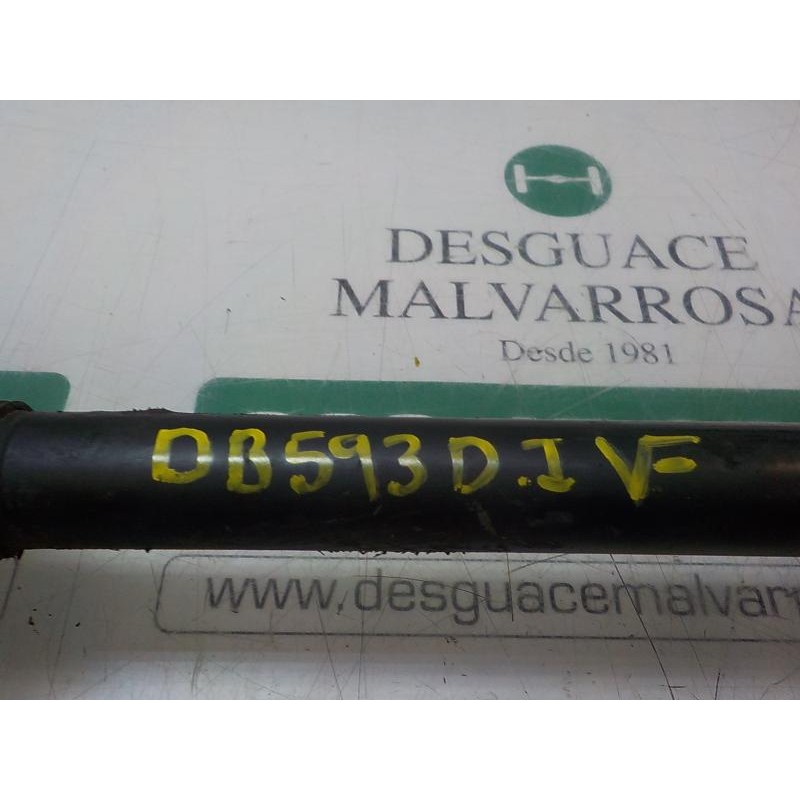 DESGUACE
MALVARROSA
Desde 1981
DB593D.I VF
www.desguacemalvarr